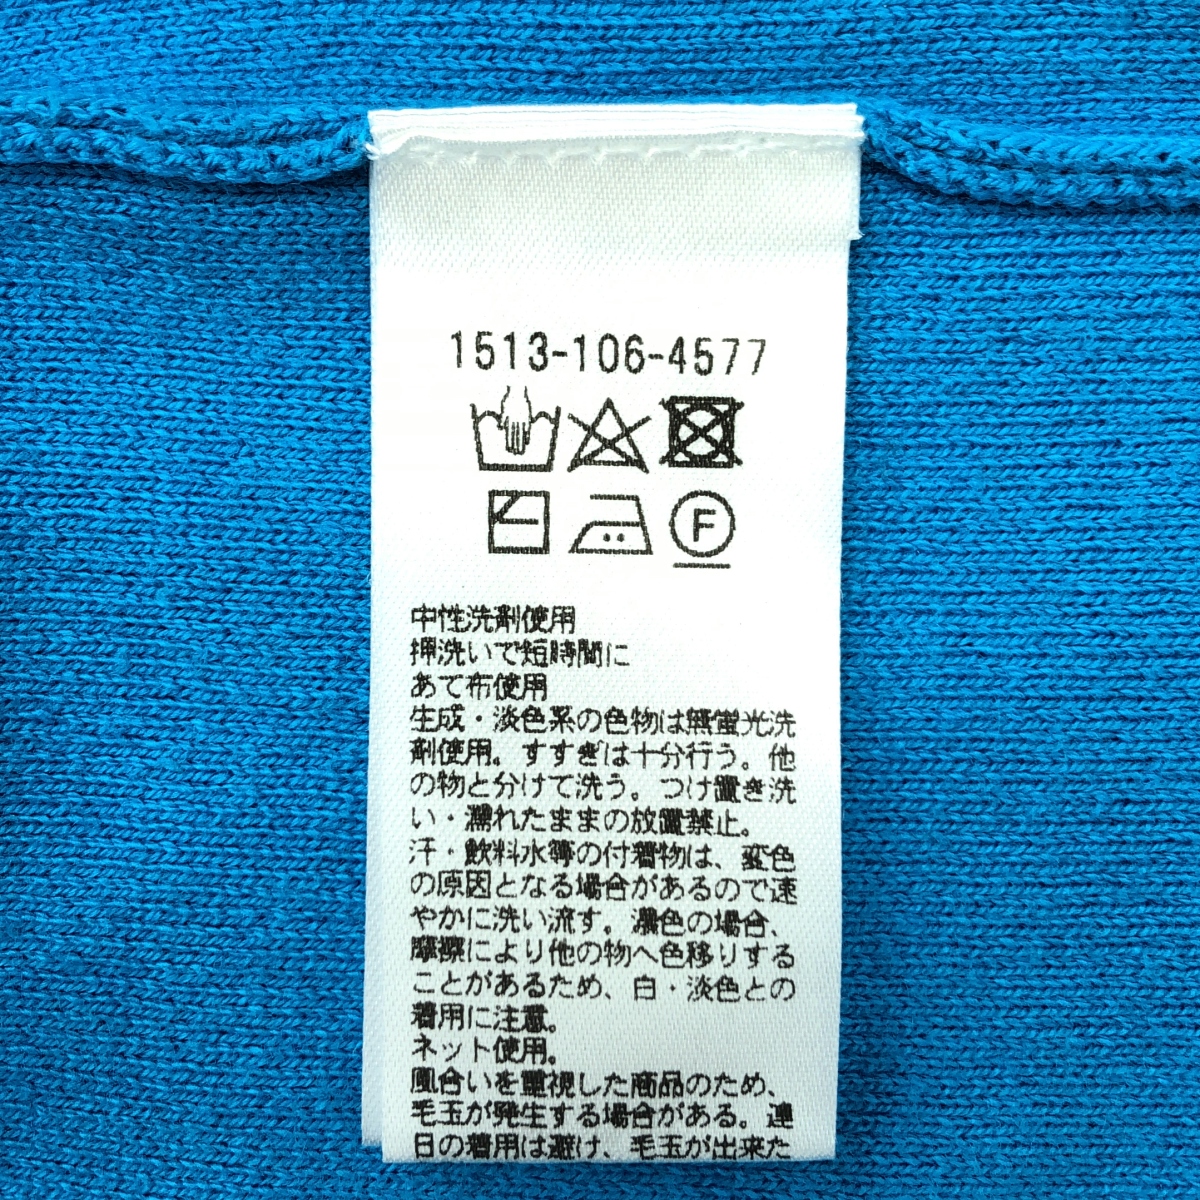 1513-106-4577
F
中性洗剤使用
押洗いで短時間に
あて布使用
生成・淡色系の色物は無蛍光洗
剤使用。すすぎは十分行う。他
の物と分けて洗う。つけ置き洗
い・濡れたままの放置禁止。
汗・飲料水等の付着物は、変色
の原因となる場合があるので速
やかに洗い流す。濃色の場合、
摩擦により他の物へ色移りする
ことがあるため、白・淡色との
着用に注意。
ネット使用。
風合いを重視した商品のため、
毛玉が発生する場合がある。連
日の着用は避け、毛玉が出来た